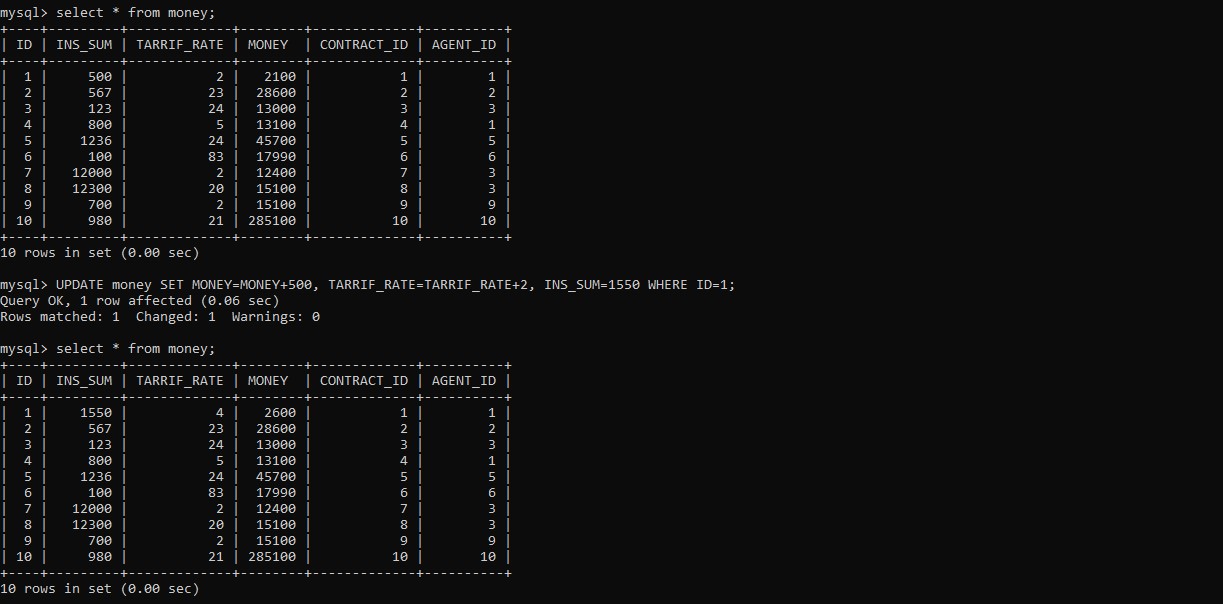 mysql> select * from money;
+----+---------+-------------+--------+-------------+----------+
| ID | INS_SUM | TARRIF_RATE | MONEY  | CONTRACT_ID | AGENT_ID |
+----+---------+-------------+--------+-------------+----------+
|  1 |     500 |           2 |   2100 |           1 |        1 |
|  2 |     567 |          23 |  28600 |           2 |        2 |
|  3 |     123 |          24 |  13000 |           3 |        3 |
|  4 |     800 |           5 |  13100 |           4 |        1 |
|  5 |    1236 |          24 |  45700 |           5 |        5 |
|  6 |     100 |          83 |  17990 |           6 |        6 |
|  7 |   12000 |           2 |  12400 |           7 |        3 |
|  8 |   12300 |          20 |  15100 |           8 |        3 |
|  9 |     700 |           2 |  15100 |           9 |        9 |
| 10 |     980 |          21 | 285100 |          10 |       10 |
+----+---------+-------------+--------+-------------+----------+
10 rows in set (0.00 sec)
mysql> UPDATE money SET MONEY=MONEY+500, TARRIF_RATE=TARRIF_RATE+2, INS_SUM=1550 WHERE ID=1;
Query OK, 1 row affected (0.06 sec)
Rows matched: 1  Changed: 1  Warnings: 0
mysql> select * from money;
+----+---------+-------------+--------+-------------+----------+
| ID | INS_SUM | TARRIF_RATE | MONEY  | CONTRACT_ID | AGENT_ID |
+----+---------+-------------+--------+-------------+----------+
|  1 |    1550 |           4 |   2600 |           1 |        1 |
|  2 |     567 |          23 |  28600 |           2 |        2 |
|  3 |     123 |          24 |  13000 |           3 |        3 |
|  4 |     800 |           5 |  13100 |           4 |        1 |
|  5 |    1236 |          24 |  45700 |           5 |        5 |
|  6 |     100 |          83 |  17990 |           6 |        6 |
|  7 |   12000 |           2 |  12400 |           7 |        3 |
|  8 |   12300 |          20 |  15100 |           8 |        3 |
|  9 |     700 |           2 |  15100 |           9 |        9 |
| 10 |     980 |          21 | 285100 |          10 |       10 |
+----+---------+-------------+--------+-------------+----------+
10 rows in set (0.00 sec)